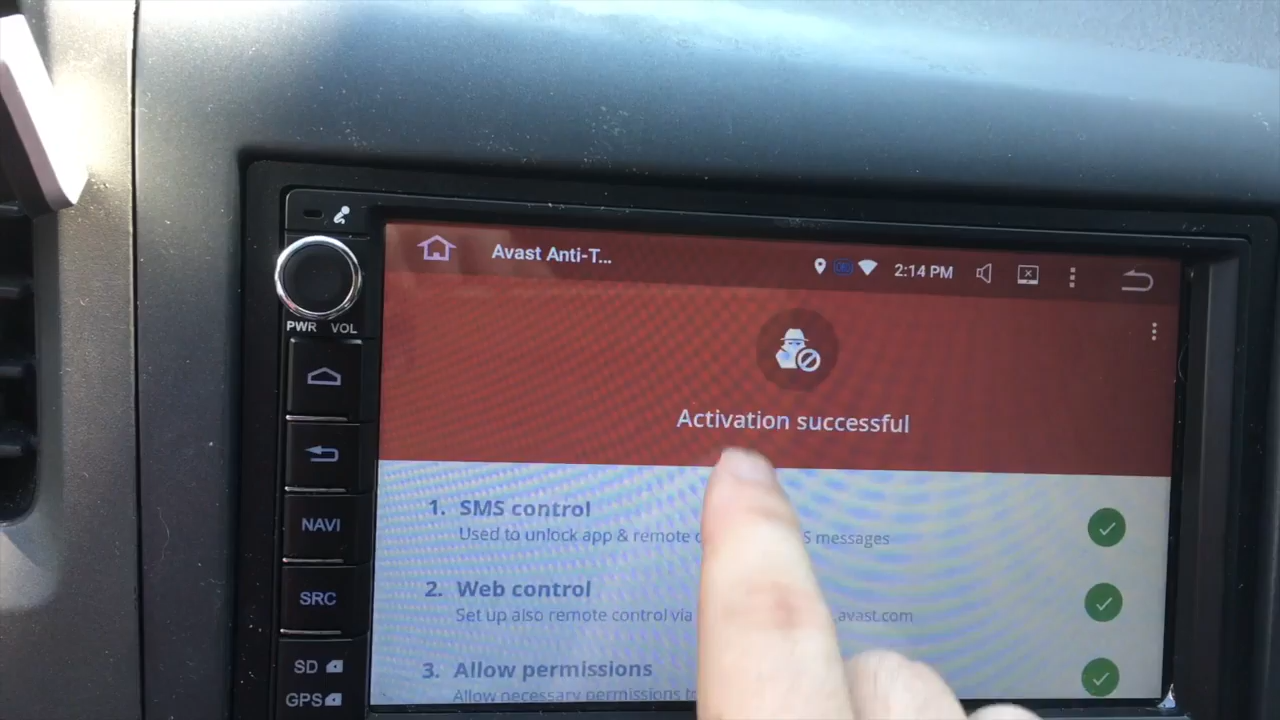 Avast Anti-T...
2:14 PM
PWR VOL
Activation successful
1. SMS control
Used to unlock app & remote messages
NAVI
2. Web control
Set up also remote control via avast.com
SRC
3. Allow permissions
Allow necessary permissions
SD
GPS